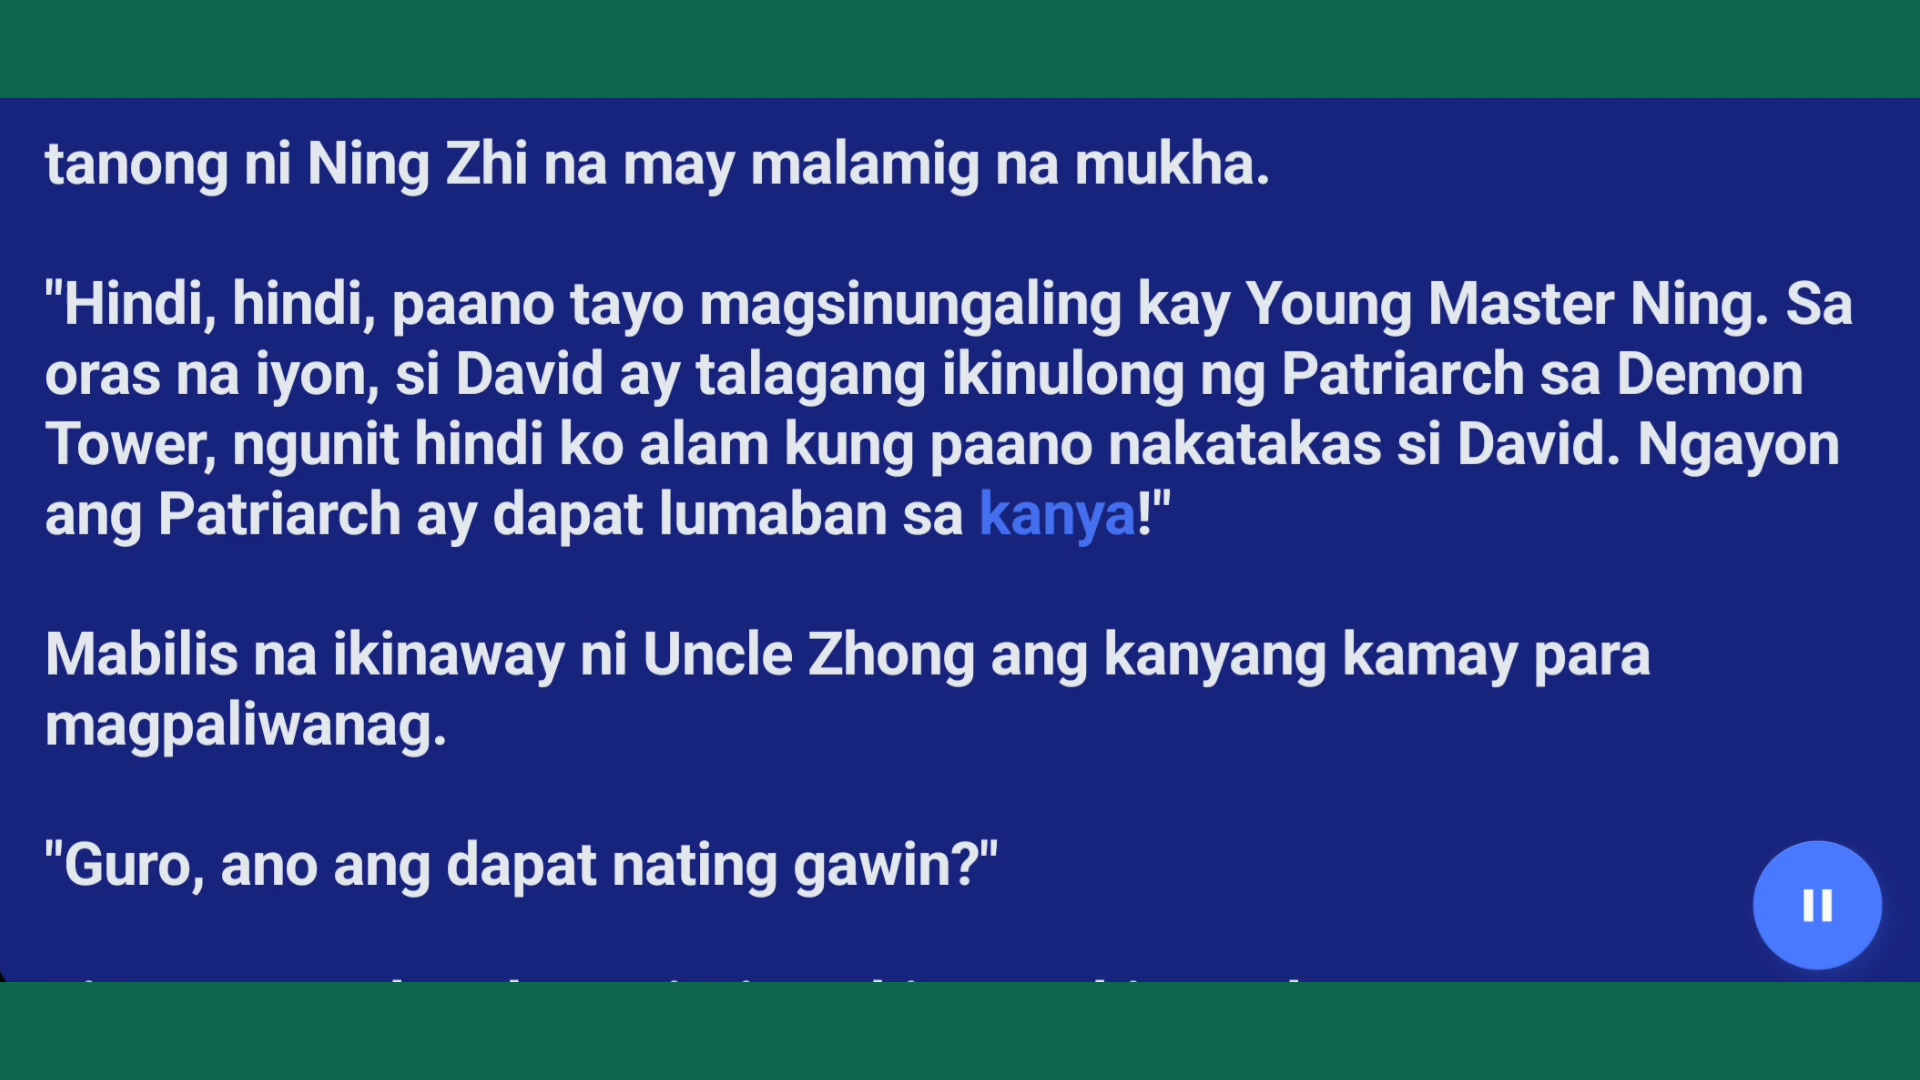 tanong ni Ning Zhi na may malamig na mukha.
"Hindi, hindi, paano tayo magsinungaling kay Young Master Ning. Sa
oras na iyon, si David ay talagang ikinulong ng Patriarch sa Demon
Tower, ngunit hindi ko alam kung paano nakatakas si David. Ngayon
ang Patriarch ay dapat lumaban sa kanya!"
Mabilis na ikinaway ni Uncle Zhong ang kanyang kamay para
magpaliwanag.
"Guro, ano ang dapat nating gawin?"